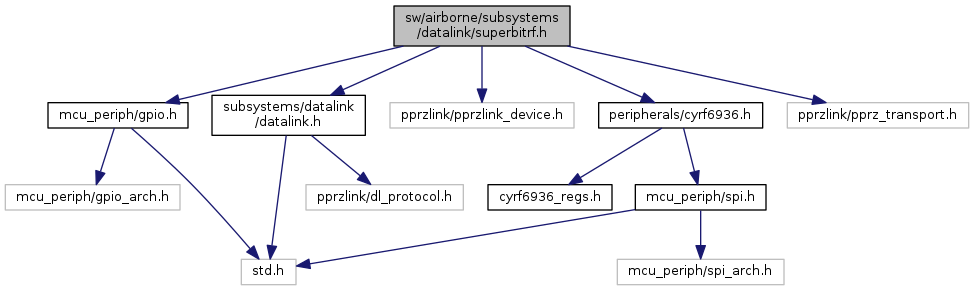 sw/airborne/subsystems
/datalink/superbitrf.h
mcu_periph/gpio.h
subsystems/datalink
/datalink.h
pprzlink/pprzlink_device.h
peripherals/cyrf6936.h
pprzlink/pprz_transport.h
mcu_periph/gpio_arch.h
pprzlink/dl_protocol.h
cyrf6936_regs.h
mcu_periph/spi.h
std.h
mcu_periph/spi_arch.h